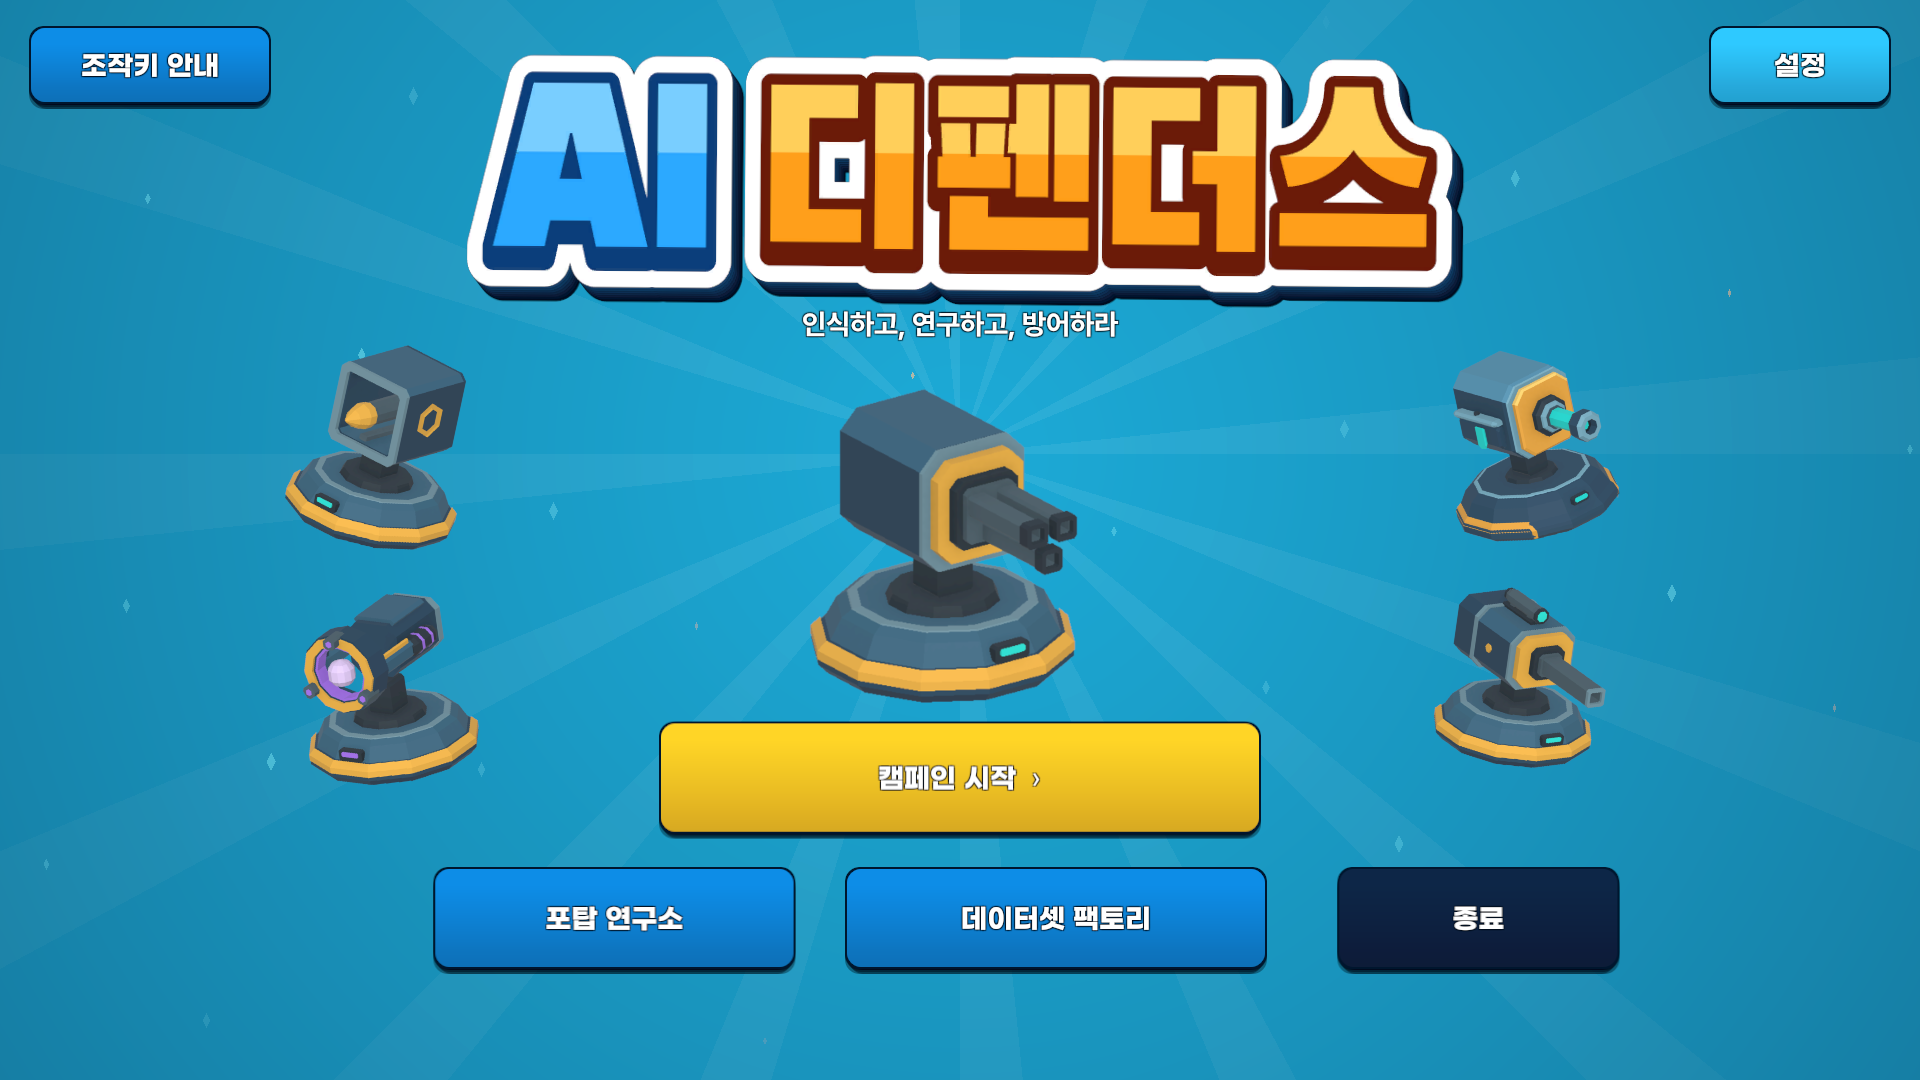 조작키 안내
설정
AI 디펜더스
인식하고, 연구하고, 방어하라
캠페인 시작 ›
포탑 연구소
데이터셋 팩토리
종료